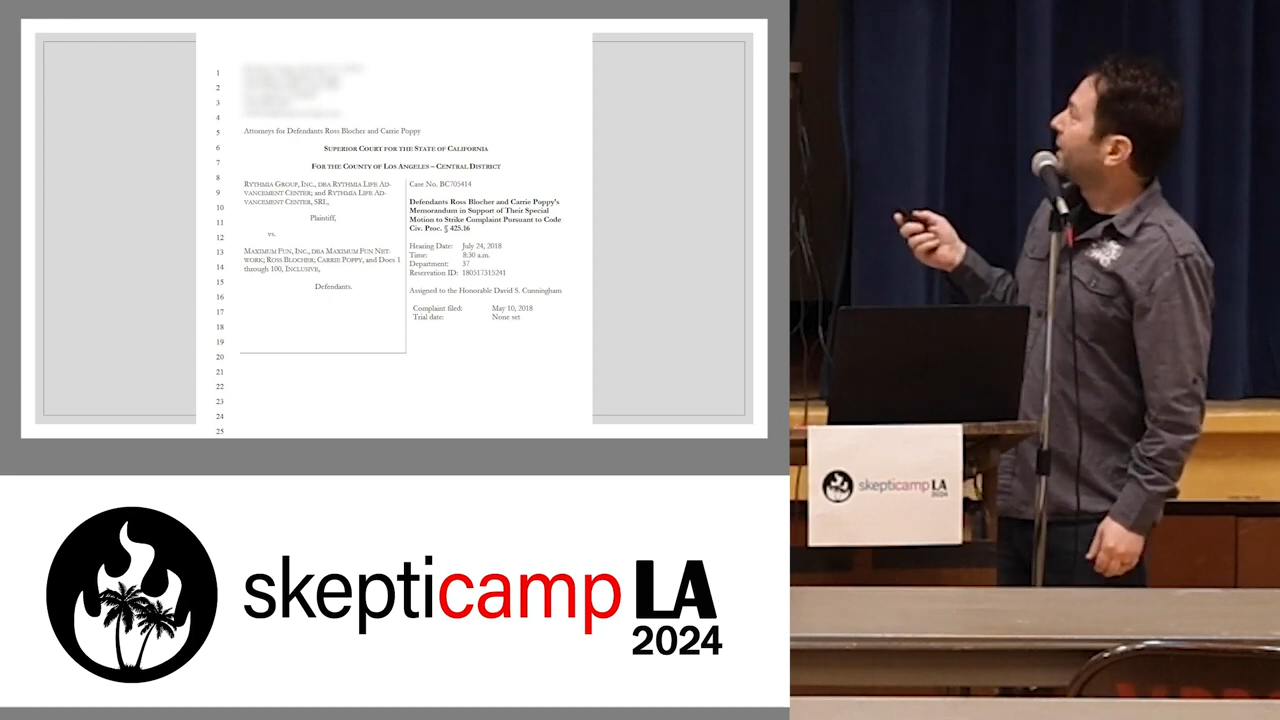 1
2
3
4
5
Attorneys for Defendants Ross Blocher and Carrie Poppy
6
SUPERIOR COURT FOR THE STATE OF CALIFORNIA
7
FOR THE COUNTY OF LOS ANGELES – CENTRAL DISTRICT
8
9
10
11
12
13
14
15
16
17
18
19
20
21
22
23
24
25
RYTHMIA GROUP, INC., DBA RYTHMIA LIFE AD-
VANCEMENT CENTER; and RYTHMIA LIFE AD-
VANCEMENT CENTER, SRL,
Plaintiff,
vs.
MAXIMUM FUN, INC., DBA MAXIMUM FUN NET-
WORK; ROSS BLOCHER; CARRIE POPPY, and Does 1
through 100, INCLUSIVE,
Defendants.
Case No. BC705414
Defendants Ross Blocher and Carrie Poppy's
Memorandum in Support of Their Special
Motion to Strike Complaint Pursuant to Code
Civ. Proc. § 425.16
Hearing Date: July 24, 2018
Time: 8:30 a.m.
Department: 37
Reservation ID: 180517315241
Assigned to the Honorable David S. Cunningham
Complaint filed: May 10, 2018
Trial date: None set
skepticamp LA
2024
skepticamp LA
2024